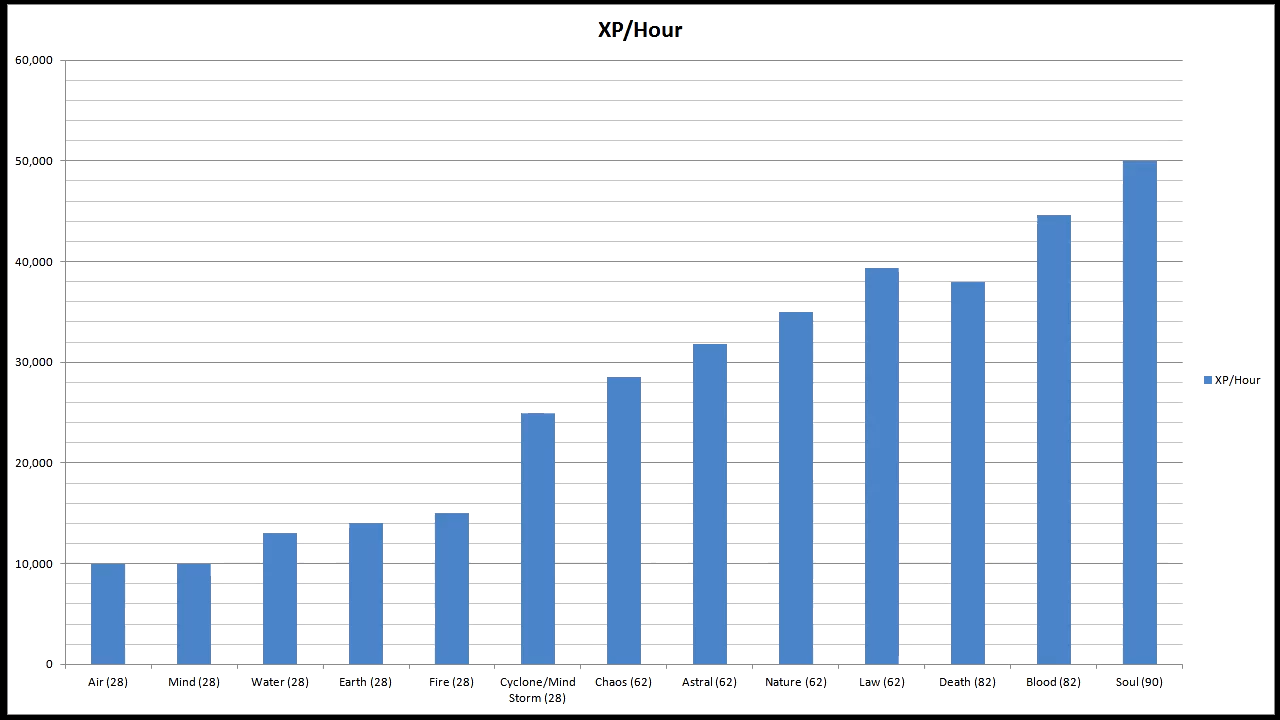 XP/Hour
60,000
50,000
40,000
30,000
20,000
10,000
0
Air (28)
Mind (28)
Water (28)
Earth (28)
Fire (28)
Cyclone/Mind
Storm (28)
Chaos (62)
Astral (62)
Nature (62)
Law (62)
Death (82)
Blood (82)
Soul (90)
XP/Hour